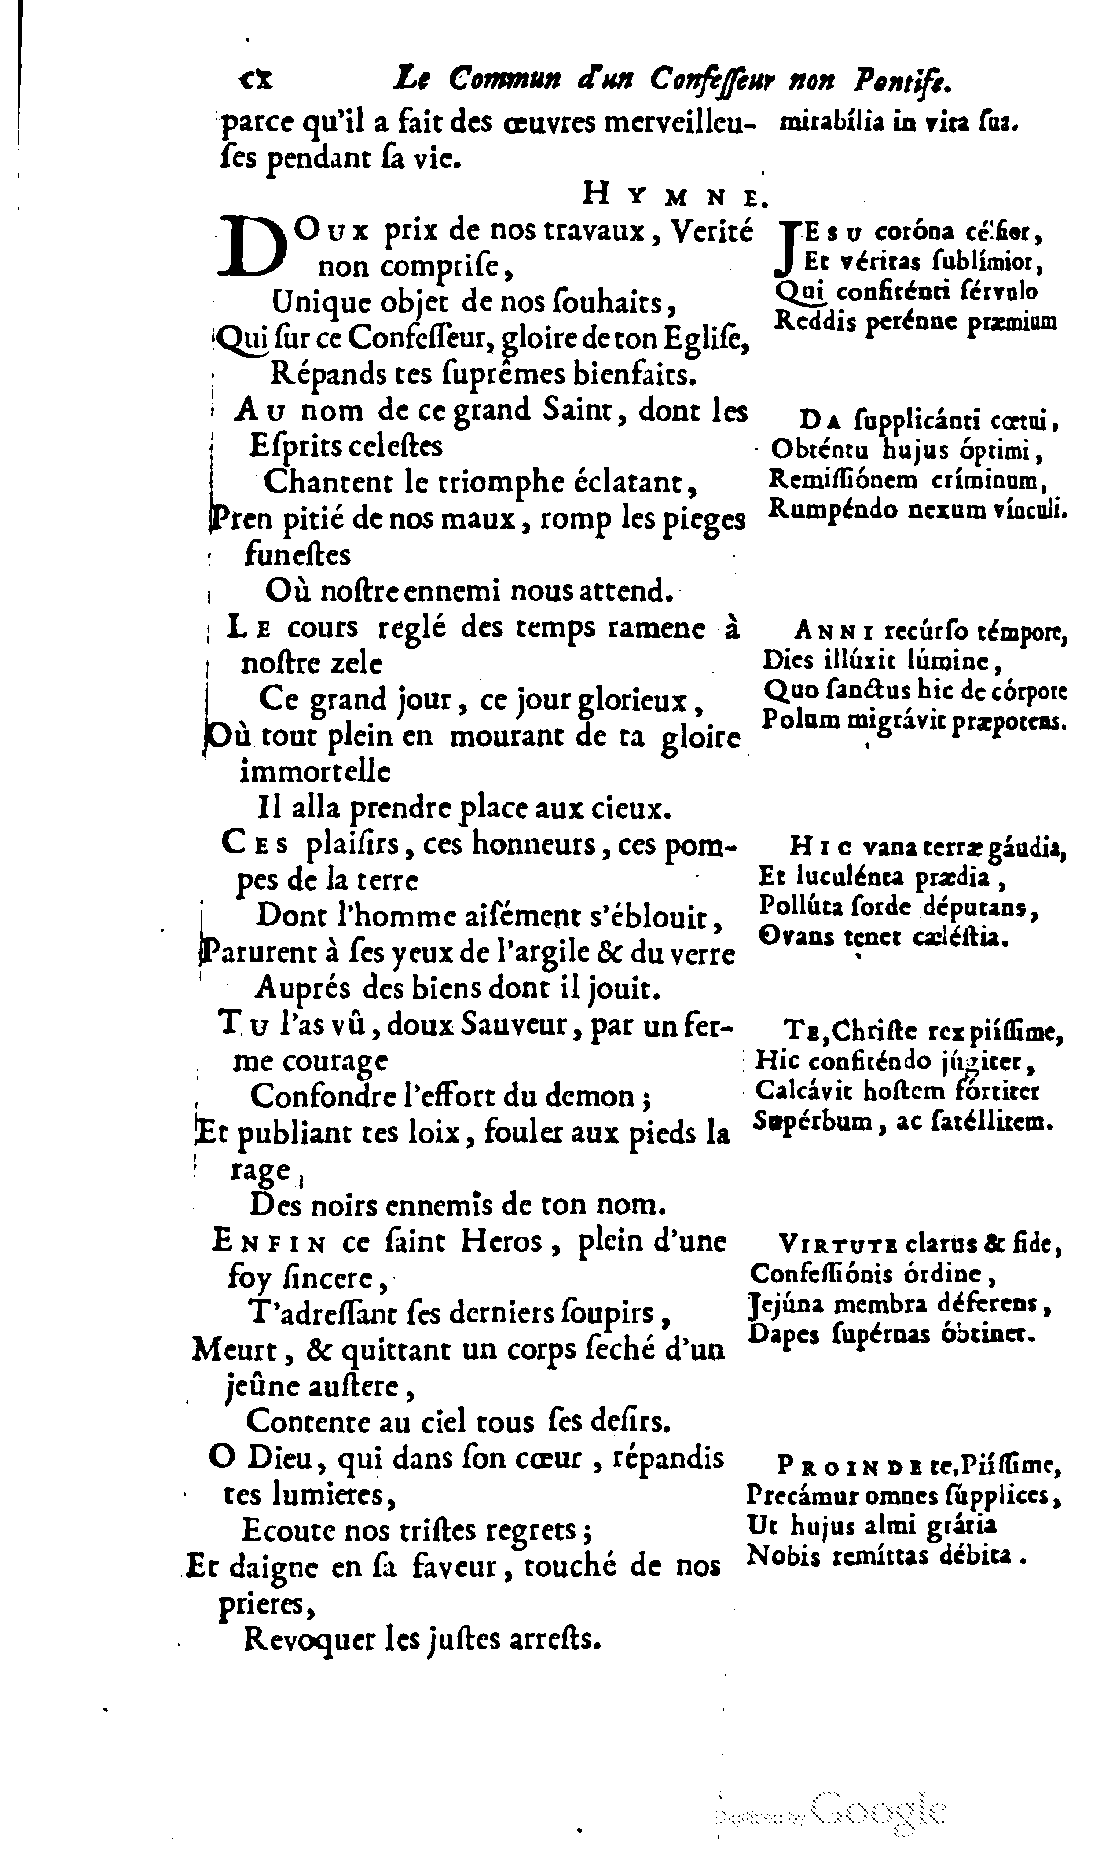 cx Le Commun d'un Confeſſeur non Pontife.
parce qu'il a fait des œuvres merveilleu-
ſes pendant ſa vie.
mirabília in vita ſua.
HYMNE.
DOUX prix de nos travaux, Verité
non compriſe,
Unique objet de nos ſouhaits,
Qui ſur ce Confeſſeur, gloire de ton Egliſe,
Répands tes ſuprêmes bienfaits.
AU nom de ce grand Saint, dont les
Eſprits celeſtes
Chantent le triomphe éclatant,
Pren pitié de nos maux, romp les pieges
funeſtes
Où noſtre ennemi nous attend.
LE cours reglé des temps ramene à
noſtre zele
Ce grand jour, ce jour glorieux,
Où tout plein en mourant de ta gloire
immortelle
Il alla prendre place aux cieux.
CES plaiſirs, ces honneurs, ces pom-
pes de la terre
Dont l'homme aiſément s'éblouit,
Parurent à ſes yeux de l'argile & du verre
Auprés des biens dont il jouit.
TU l'as vû, doux Sauveur, par un fer-
me courage
Confondre l'effort du demon;
Et publiant tes loix, fouler aux pieds la
rage,
Des noirs ennemis de ton nom.
ENFIN ce ſaint Heros, plein d'une
foy ſincere,
T'adreſſant ſes derniers ſoupirs,
Meurt, & quittant un corps ſeché d'un
jeûne auſtere,
Contente au ciel tous ſes deſirs.
O Dieu, qui dans ſon cœur, répandis
tes lumieres,
Ecoute nos triſtes regrets;
Et daigne en ſa faveur, touché de nos
prieres,
Revoquer les juſtes arreſts.
JESU coróna célſior,
Et véritas ſublímior,
Qui confiténti ſérvulo
Reddis perénne præmium
DA ſupplicánti cœtui,
Obténtu hujus óptimi,
Remiſſiónem críminum,
Rumpéndo nexum vínculi.
ANNI recúrſo témpore,
Dies illúxit lúmine,
Quo ſanctus hic de córpore
Polum migrávit præpotens.
HIC vana terræ gáudia,
Et luculénta prædia,
Pollúta ſorde députans,
Ovans tenet cæléſtia.
TE, Chriſte rex piíſſime,
Hic confiténdo júgiter,
Calcávit hoſtem fórtiter
Supérbum, ac ſatéllitem.
VIRTUTE clarus & fide,
Confeſſiónis órdine,
Jejúna membra déferens,
Dapes ſupérnas óbtinet.
PROINDE te, Piíſſime,
Precámur omnes ſúpplices,
Ut hujus almi grátia
Nobis remíttas débita.
Digitized by Google